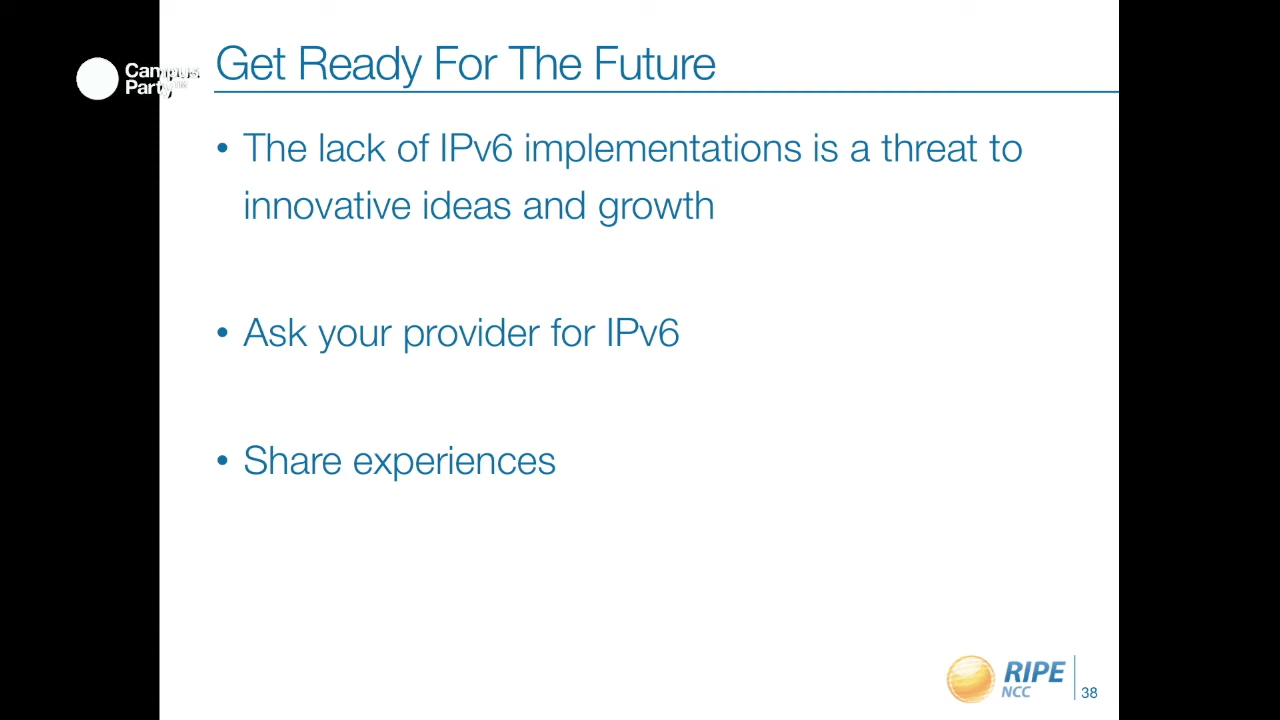 Campus
Party™
Get Ready For The Future
• The lack of IPv6 implementations is a threat to
innovative ideas and growth
• Ask your provider for IPv6
• Share experiences
RIPE
NCC
38